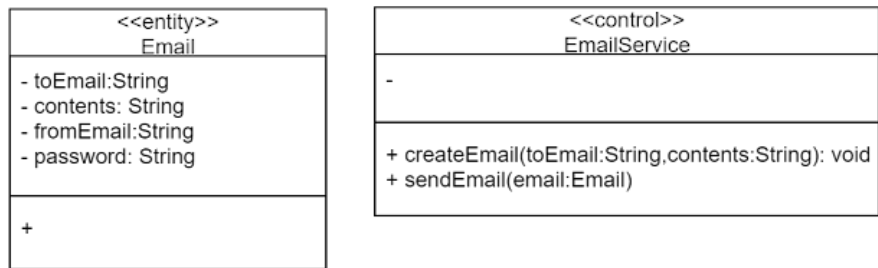 <<entity>>
Email
- toEmail:String
- contents: String
- fromEmail:String
- password: String
+
<<control>>
EmailService
-
+ createEmail(toEmail:String,contents:String): void
+ sendEmail(email:Email)